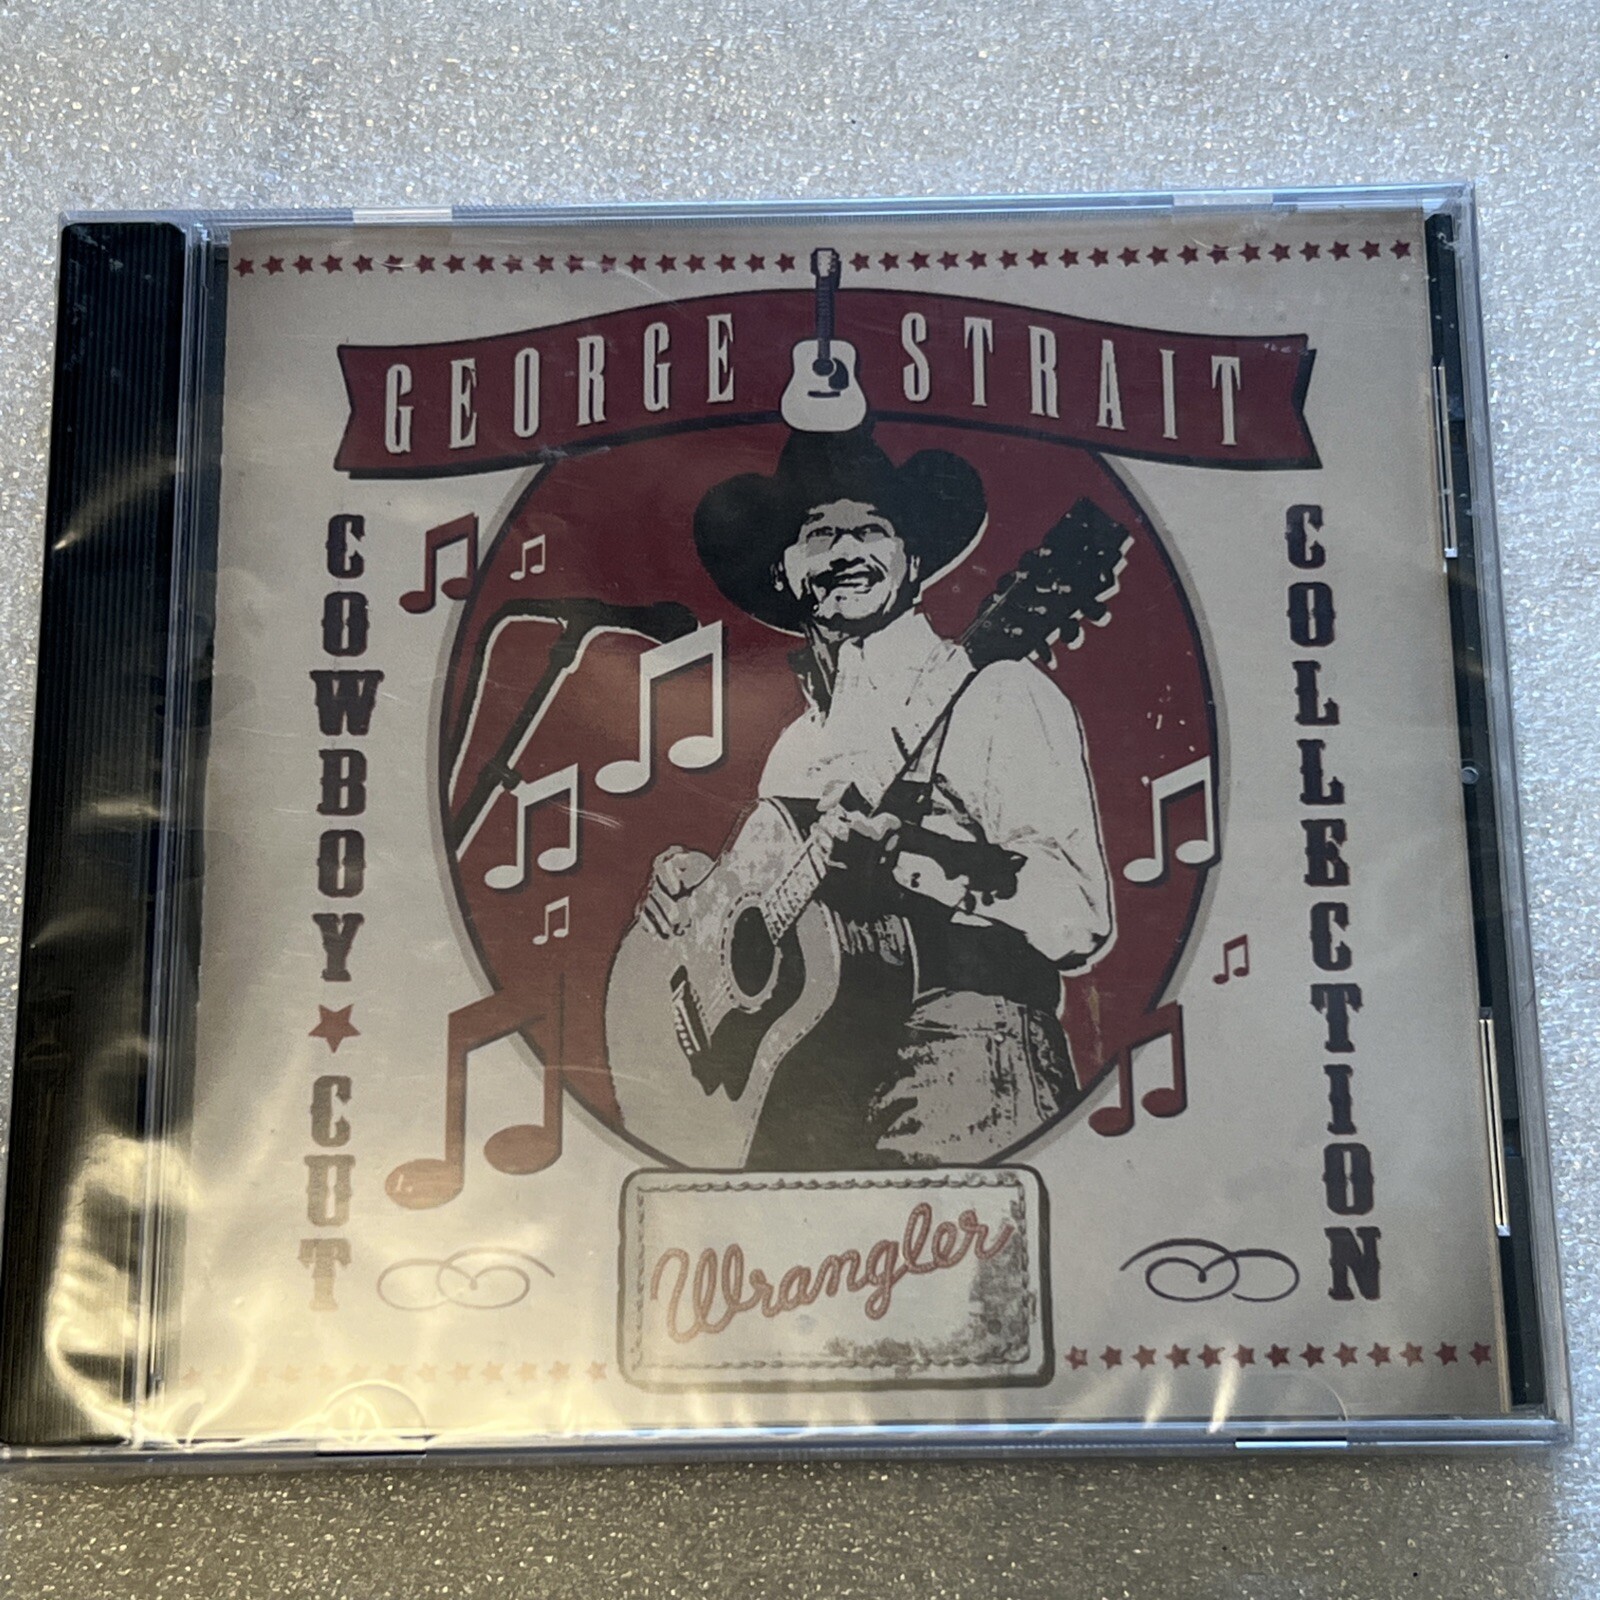 GEORGE STRAIT
COWBOY ★ CUT
COLLECTION
Wrangler